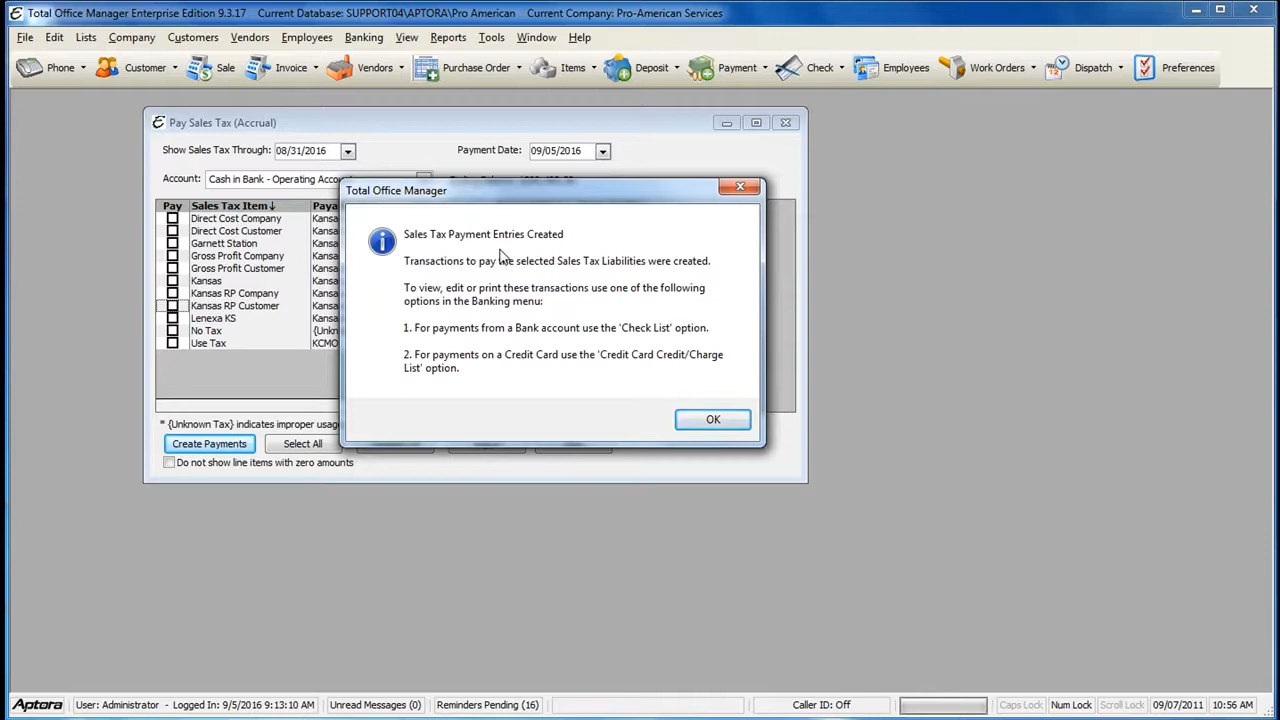 Total Office Manager Enterprise Edition 9.3.17   Current Database: SUPPORT04\APTORA\Pro American   Current Company: Pro-American Services
File Edit Lists Company Customers Vendors Employees Banking View Reports Tools Window Help
Phone Customer Sale Invoice Vendors Purchase Order Items Deposit Payment Check Employees Work Orders Dispatch Preferences
Pay Sales Tax (Accrual)
Show Sales Tax Through: 08/31/2016 Payment Date: 09/05/2016
Account: Cash in Bank - Operating
Total Office Manager
Pay Sales Tax Item↓
Direct Cost Company Kansa
Direct Cost Customer Kansa
Garnett Station Kansa
Gross Profit Company Kansa
Gross Profit Customer Kansa
Kansas Kansa
Kansas RP Company Kansa
Kansas RP Customer Kansa
Lenexa KS Kansa
No Tax {Unkn
Use Tax KCMO
Sales Tax Payment Entries Created
Transactions to pay the selected Sales Tax Liabilities were created.
To view, edit or print these transactions use one of the following
options in the Banking menu:
1. For payments from a Bank account use the 'Check List' option.
2. For payments on a Credit Card use the 'Credit Card Credit/Charge
List' option.
OK
* {Unknown Tax} indicates improper usag
Create Payments Select All
Do not show line items with zero amounts
Aptora User: Administrator - Logged In: 9/5/2016 9:13:10 AM Unread Messages (0) Reminders Pending (16) Caller ID: Off Caps Lock Num Lock Scroll Lock 09/07/2011 10:56 AM